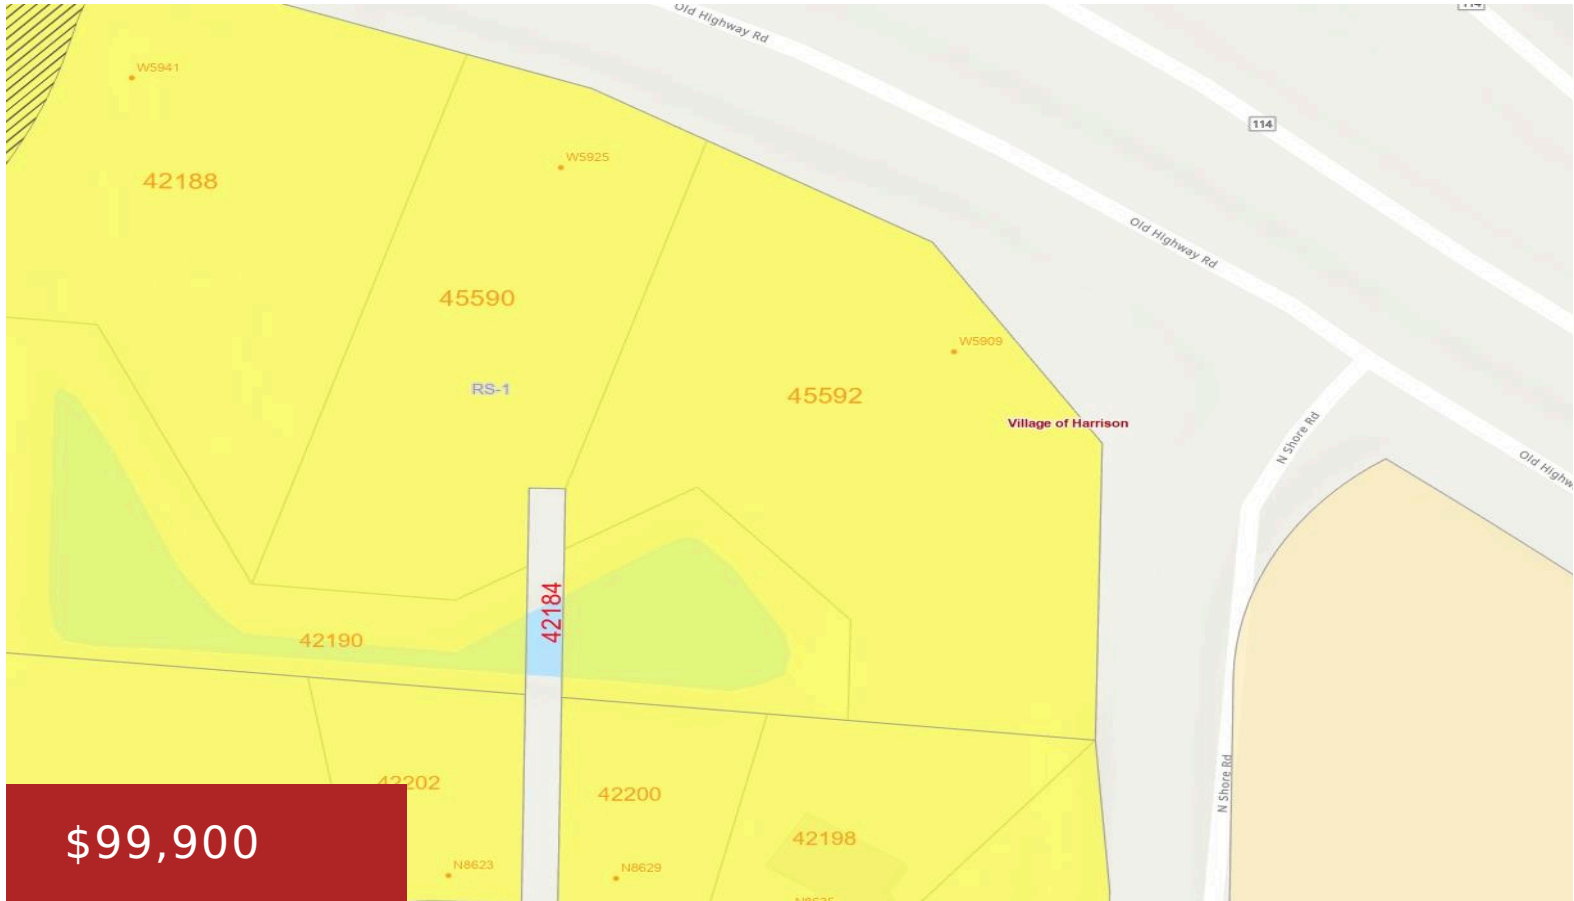 Old Highway Rd
114
W5941
114
W5925
42188
Old Highway Rd
45590
W5909
RS-1
45592
Village of Harrison
N Shore Rd
Old Highw
42184
42190
42202
42200
N Shore Rd
42198
$99,900
N8623
N8629